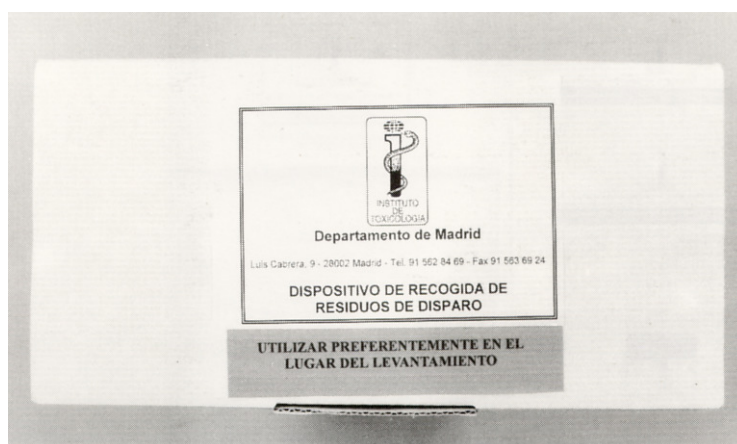 INSTITUTO
DE
TOXICOLOGIA
Departamento de Madrid
Luis Cabrera, 9 - 28002 Madrid - Tel. 91 562 84 69 - Fax 91 563 69 24
DISPOSITIVO DE RECOGIDA DE
RESIDUOS DE DISPARO
UTILIZAR PREFERENTEMENTE EN EL
LUGAR DEL LEVANTAMIENTO